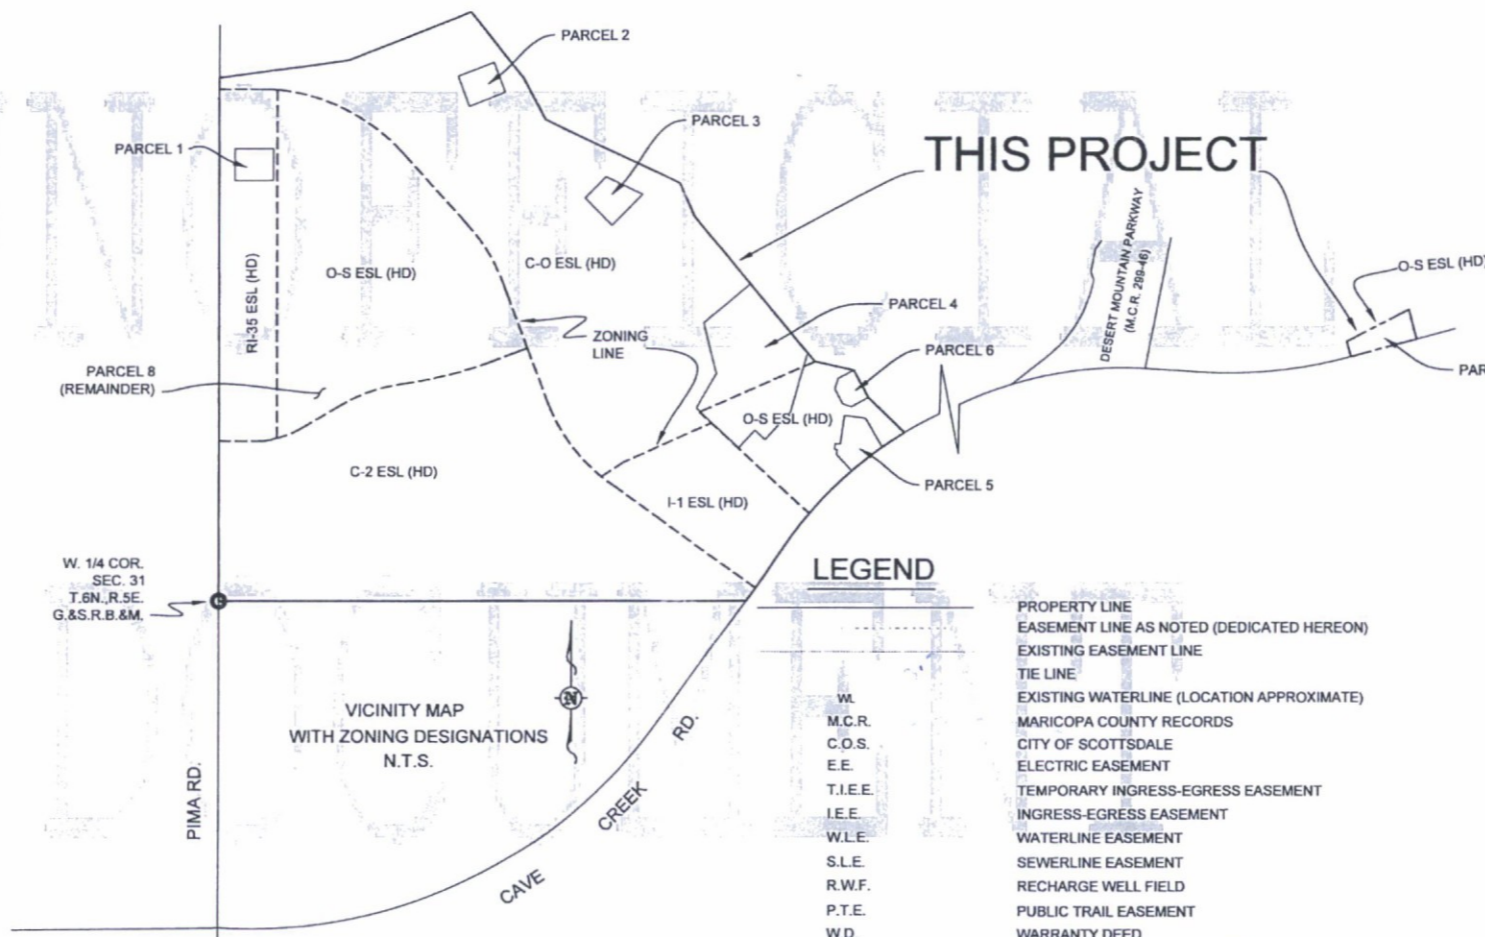 PARCEL 2
PARCEL 3
PARCEL 1
THIS PROJECT
DESERT MOUNTAIN PARKWAY
(M.C.R. 299-46)
RI-35 ESL (HD)
O-S ESL (HD)
C-O ESL (HD)
O-S ESL (HD)
PARCEL 4
ZONING
LINE
PARCEL 6
PARCEL 8
(REMAINDER)
O-S ESL (HD)
C-2 ESL (HD)
PARCEL 5
I-1 ESL (HD)
W. 1/4 COR.
SEC. 31
T.6N.,R.5E.
G.&S.R.B.&M.
VICINITY MAP
WITH ZONING DESIGNATIONS
N.T.S.
N
PIMA RD.
CAVE CREEK RD.
LEGEND
PROPERTY LINE
EASEMENT LINE AS NOTED (DEDICATED HEREON)
EXISTING EASEMENT LINE
TIE LINE
W. EXISTING WATERLINE (LOCATION APPROXIMATE)
M.C.R. MARICOPA COUNTY RECORDS
C.O.S. CITY OF SCOTTSDALE
E.E. ELECTRIC EASEMENT
T.I.E.E. TEMPORARY INGRESS-EGRESS EASEMENT
I.E.E. INGRESS-EGRESS EASEMENT
W.L.E. WATERLINE EASEMENT
S.L.E. SEWERLINE EASEMENT
R.W.F. RECHARGE WELL FIELD
P.T.E. PUBLIC TRAIL EASEMENT
W.D. WARRANTY DEED